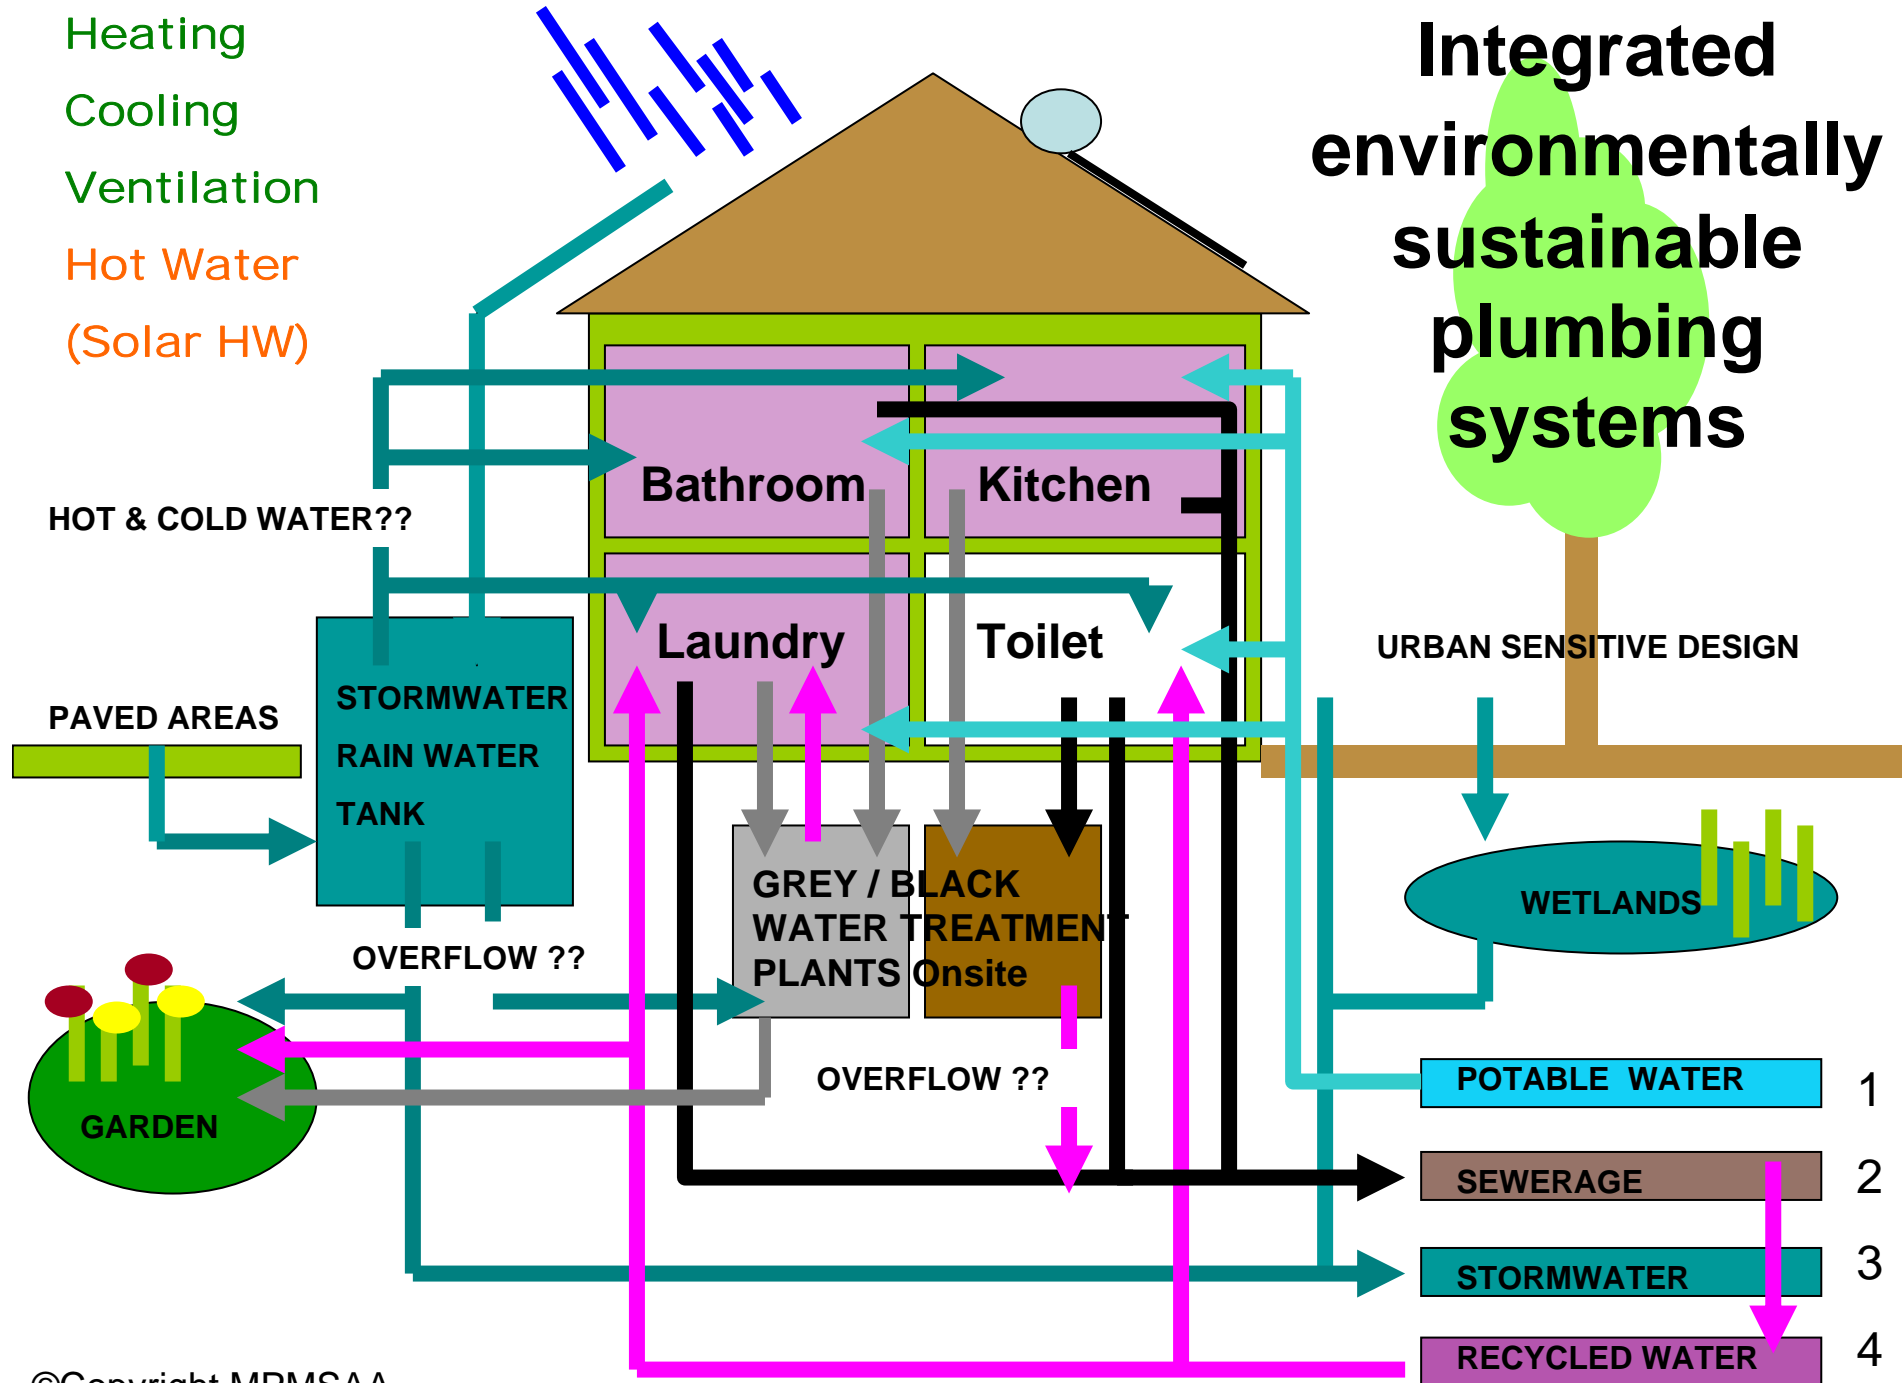 Heating
Cooling
Ventilation
Hot Water
(Solar HW)
Integrated
environmentally
sustainable
plumbing
systems
Bathroom
Kitchen
HOT & COLD WATER??
Laundry
Toilet
URBAN SENSITIVE DESIGN
PAVED AREAS
STORMWATER
RAIN WATER
TANK
GREY / BLACK
WATER TREATMENT
PLANTS Onsite
WETLANDS
OVERFLOW ??
OVERFLOW ??
GARDEN
POTABLE WATER 1
SEWERAGE 2
STORMWATER 3
RECYCLED WATER 4
©Copyright MPMSAA